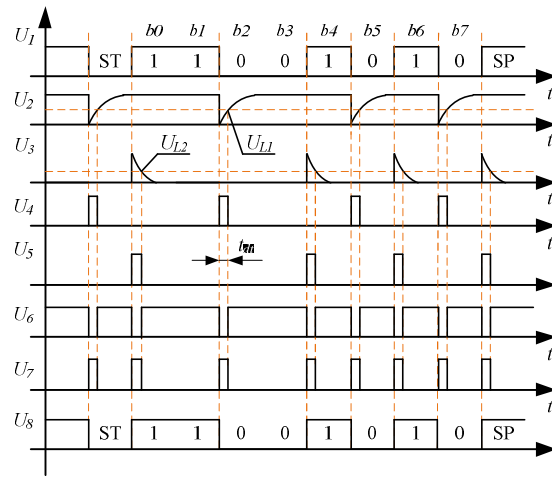 U1 b0 b1 b2 b3 b4 b5 b6 b7
ST 1 1 0 0 1 0 1 0 SP t
U2 t
U3 UL2 UL1 t
U4 t
U5 t
U6 t
U7 t
U8 ST 1 1 0 0 1 0 1 0 SP t